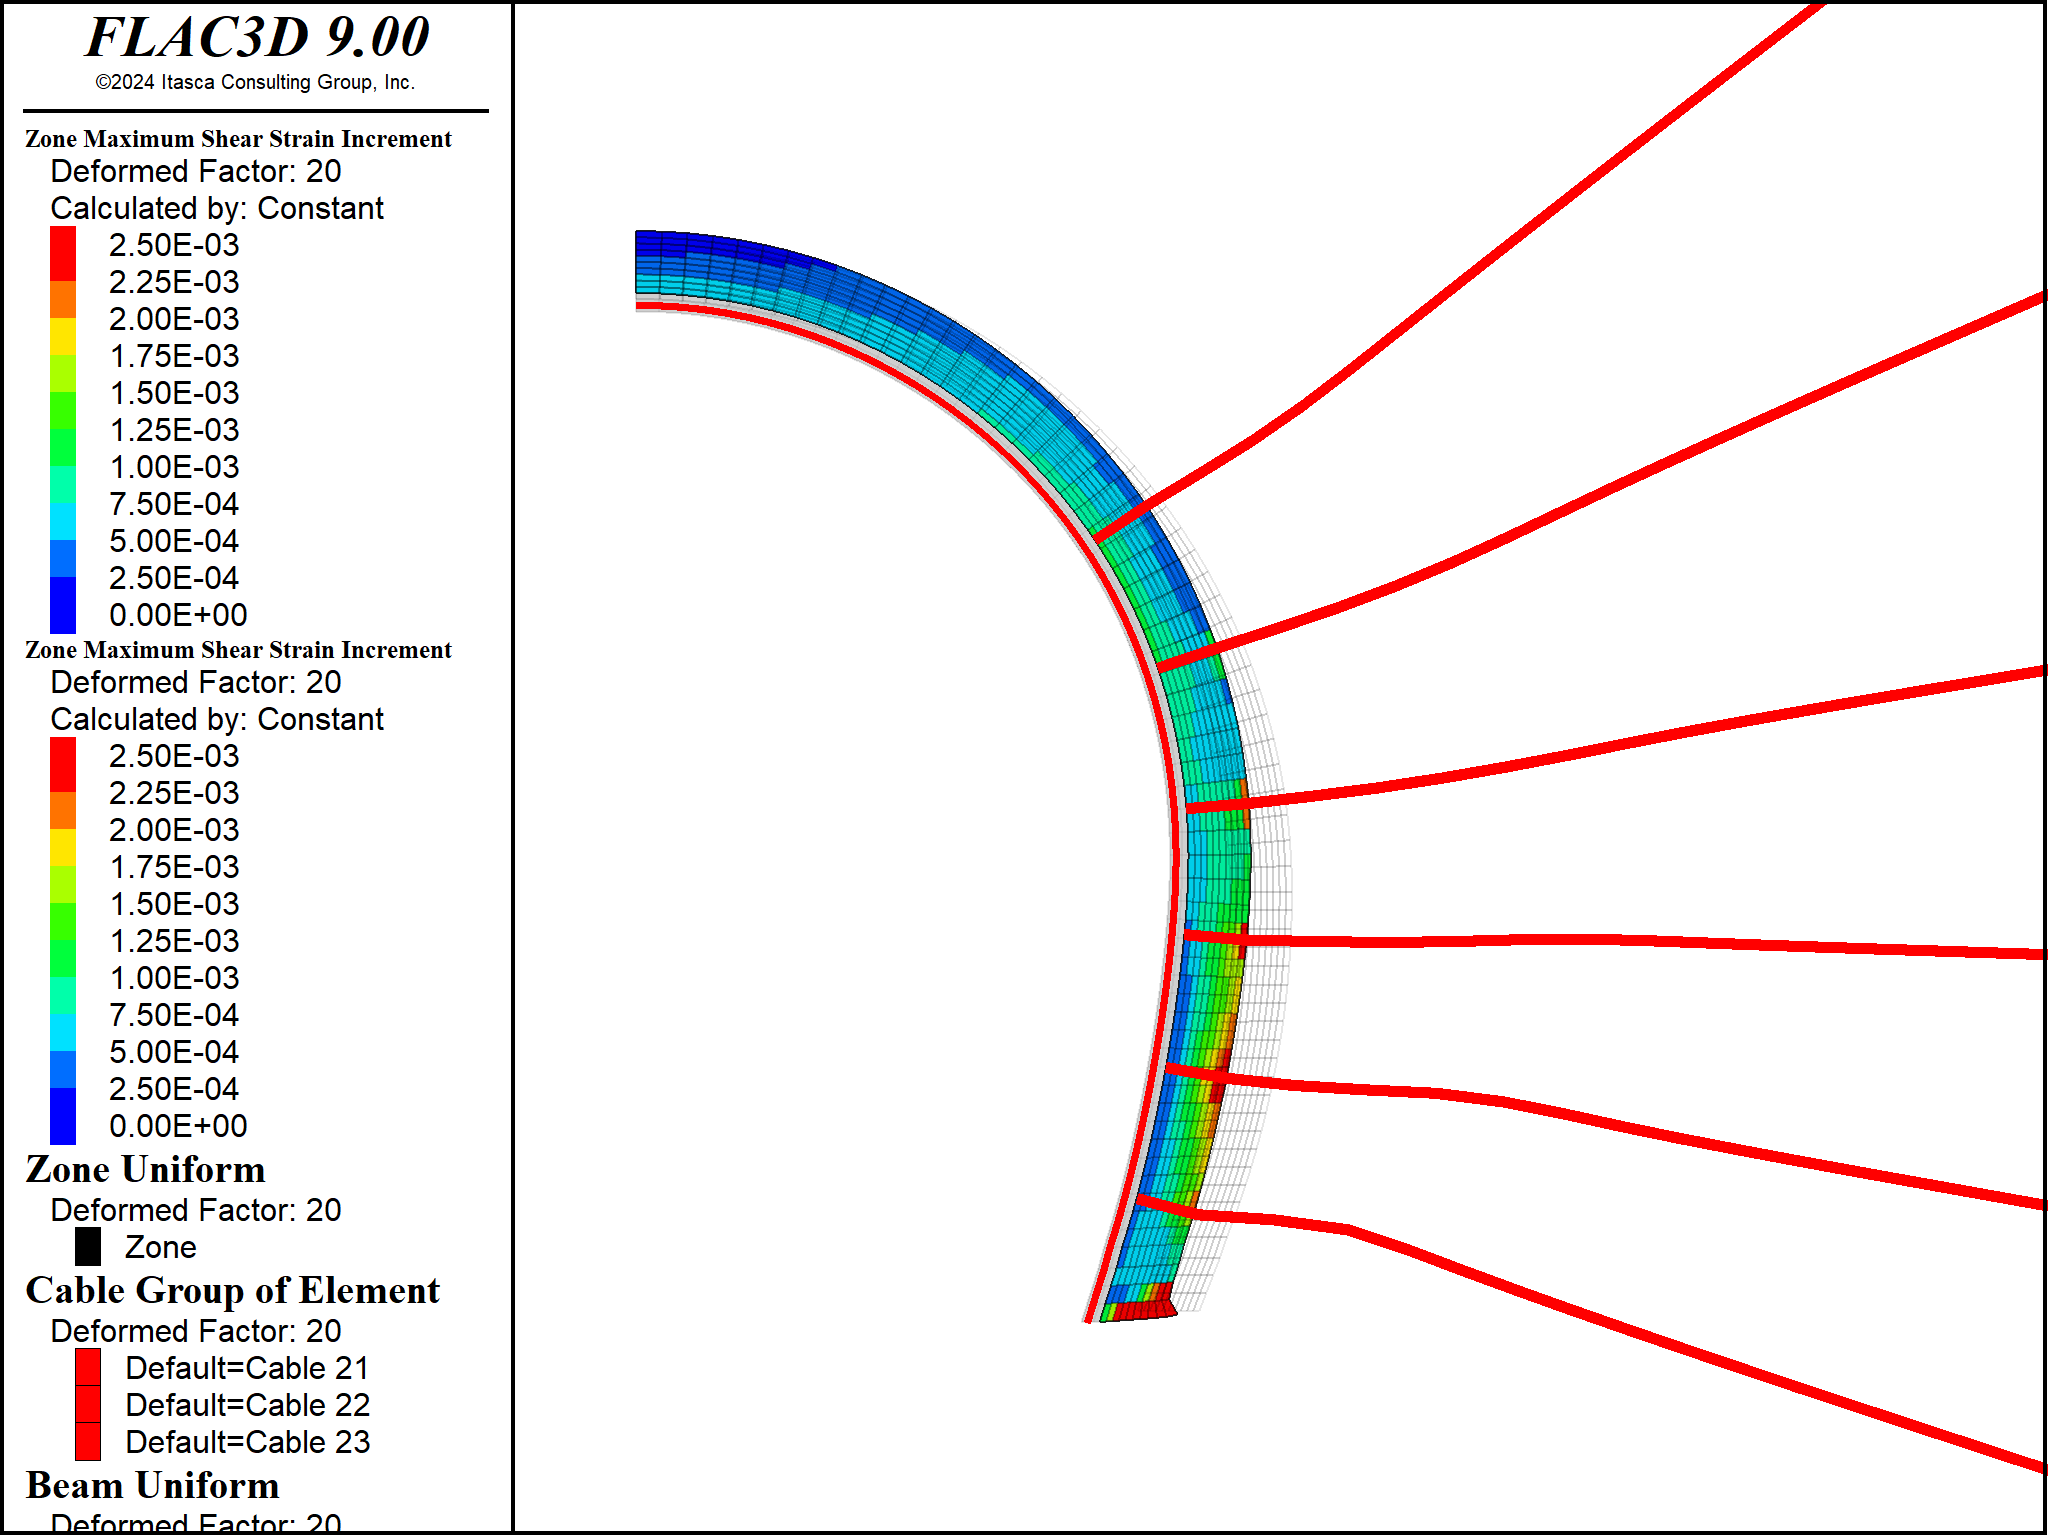 FLAC3D 9.00
©2024 Itasca Consulting Group, Inc.
Zone Maximum Shear Strain Increment
Deformed Factor: 20
Calculated by: Constant
2.50E-03
2.25E-03
2.00E-03
1.75E-03
1.50E-03
1.25E-03
1.00E-03
7.50E-04
5.00E-04
2.50E-04
0.00E+00
Zone Maximum Shear Strain Increment
Deformed Factor: 20
Calculated by: Constant
2.50E-03
2.25E-03
2.00E-03
1.75E-03
1.50E-03
1.25E-03
1.00E-03
7.50E-04
5.00E-04
2.50E-04
0.00E+00
Zone Uniform
Deformed Factor: 20
Zone
Cable Group of Element
Deformed Factor: 20
Default=Cable 21
Default=Cable 22
Default=Cable 23
Beam Uniform
Deformed Factor: 20